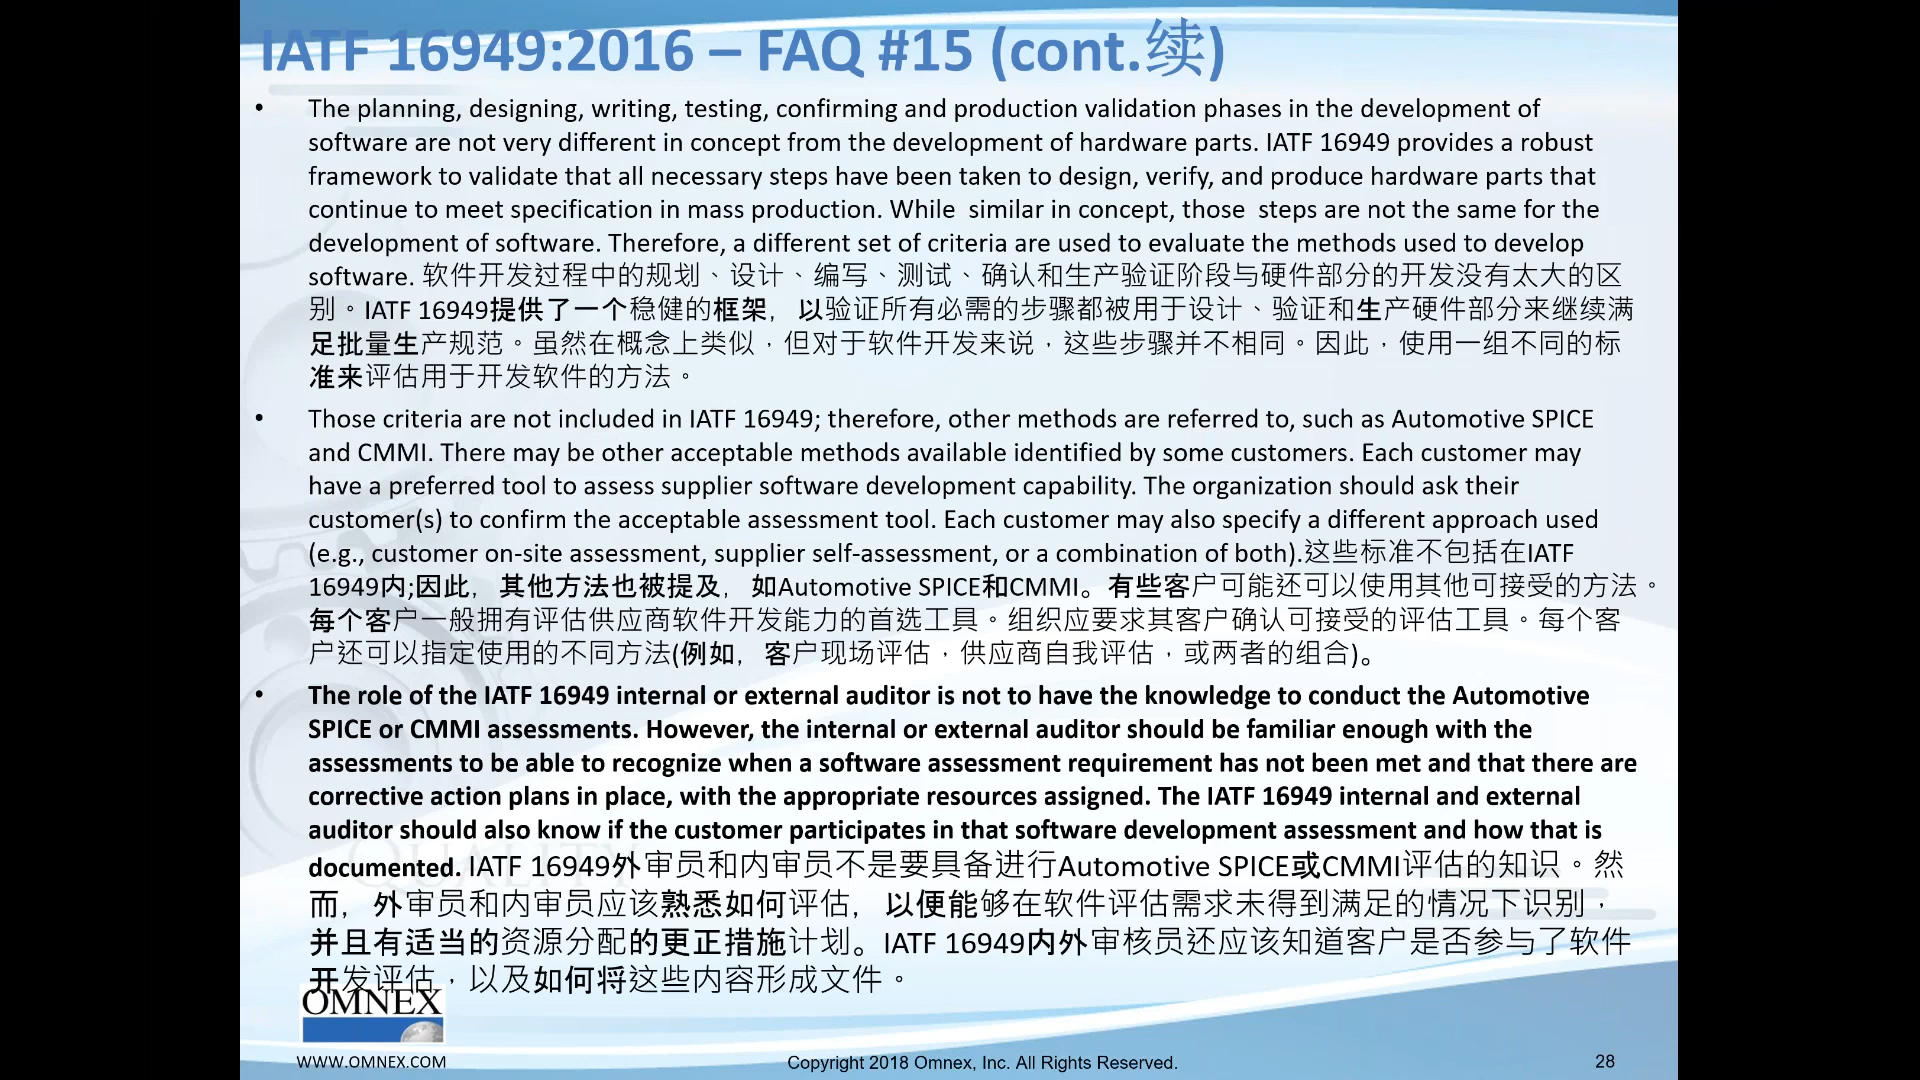 IATF 16949:2016 – FAQ #15 (cont.续)
• The planning, designing, writing, testing, confirming and production validation phases in the development of
software are not very different in concept from the development of hardware parts. IATF 16949 provides a robust
framework to validate that all necessary steps have been taken to design, verify, and produce hardware parts that
continue to meet specification in mass production. While similar in concept, those steps are not the same for the
development of software. Therefore, a different set of criteria are used to evaluate the methods used to develop
software. 软件开发过程中的规划、设计、编写、测试、确认和生产验证阶段与硬件部分的开发没有太大的区
别。IATF 16949提供了一个稳健的框架，以验证所有必需的步骤都被用于设计、验证和生产硬件部分来继续满
足批量生产规范。虽然在概念上类似，但对于软件开发来说，这些步骤并不相同。因此，使用一组不同的标
准来评估用于开发软件的方法。
• Those criteria are not included in IATF 16949; therefore, other methods are referred to, such as Automotive SPICE
and CMMI. There may be other acceptable methods available identified by some customers. Each customer may
have a preferred tool to assess supplier software development capability. The organization should ask their
customer(s) to confirm the acceptable assessment tool. Each customer may also specify a different approach used
(e.g., customer on-site assessment, supplier self-assessment, or a combination of both).这些标准不包括在IATF
16949内;因此，其他方法也被提及，如Automotive SPICE和CMMI。有些客户可能还可以使用其他可接受的方法。
每个客户一般拥有评估供应商软件开发能力的首选工具。组织应要求其客户确认可接受的评估工具。每个客
户还可以指定使用的不同方法(例如，客户现场评估，供应商自我评估，或两者的组合)。
• The role of the IATF 16949 internal or external auditor is not to have the knowledge to conduct the Automotive
SPICE or CMMI assessments. However, the internal or external auditor should be familiar enough with the
assessments to be able to recognize when a software assessment requirement has not been met and that there are
corrective action plans in place, with the appropriate resources assigned. The IATF 16949 internal and external
auditor should also know if the customer participates in that software development assessment and how that is
documented. IATF 16949外审员和内审员不是要具备进行Automotive SPICE或CMMI评估的知识。然
而，外审员和内审员应该熟悉如何评估，以便能够在软件评估需求未得到满足的情况下识别，
并且有适当的资源分配的更正措施计划。IATF 16949内外审核员还应该知道客户是否参与了软件
开发评估，以及如何将这些内容形成文件。
QUALITY
OMNEX
WWW.OMNEX.COM
Copyright 2018 Omnex, Inc. All Rights Reserved.
28